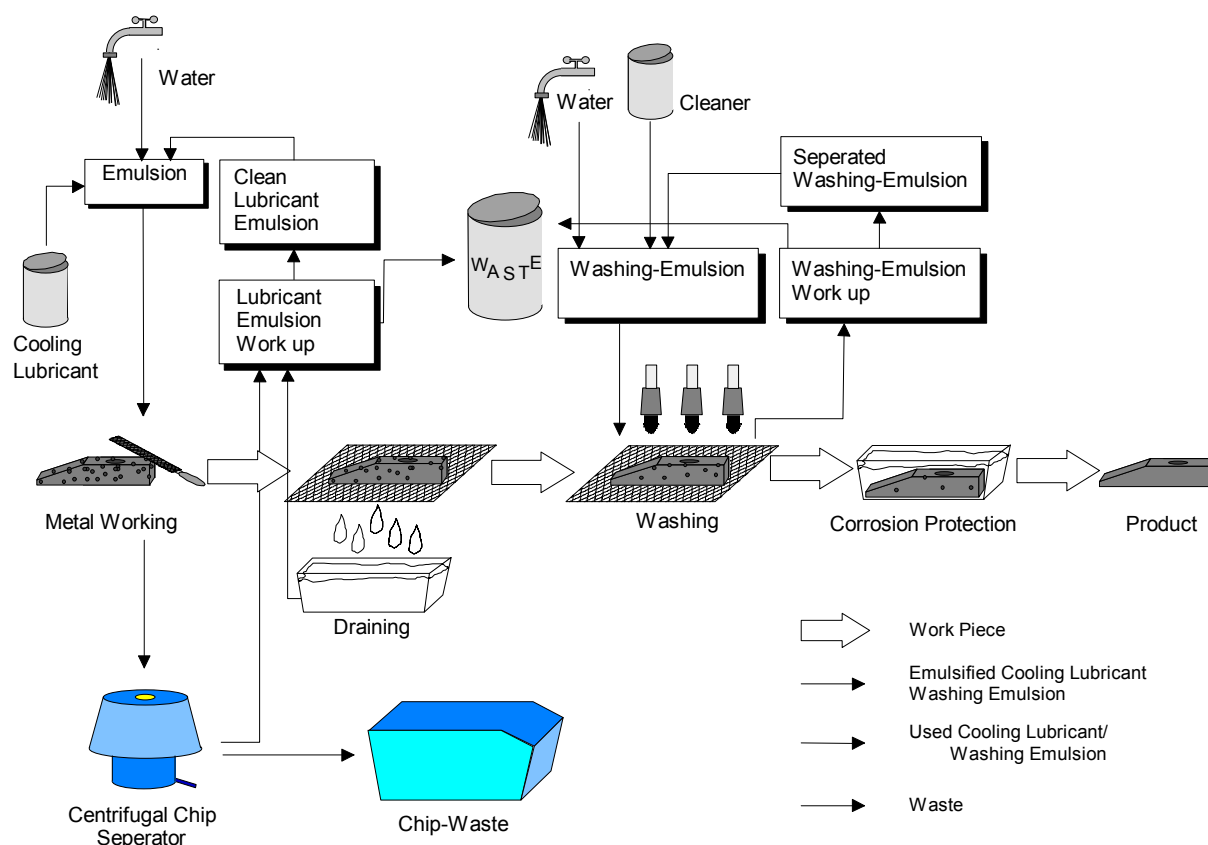 Water
Water
Cleaner
Emulsion
Clean
Lubricant
Emulsion
Seperated
Washing-Emulsion
WASTE
Washing-Emulsion
Washing-Emulsion
Work up
Lubricant
Emulsion
Work up
Cooling
Lubricant
Metal Working
Washing
Corrosion Protection
Product
Draining
Work Piece
Emulsified Cooling Lubricant
Washing Emulsion
Used Cooling Lubricant/
Washing Emulsion
Waste
Centrifugal Chip
Seperator
Chip-Waste